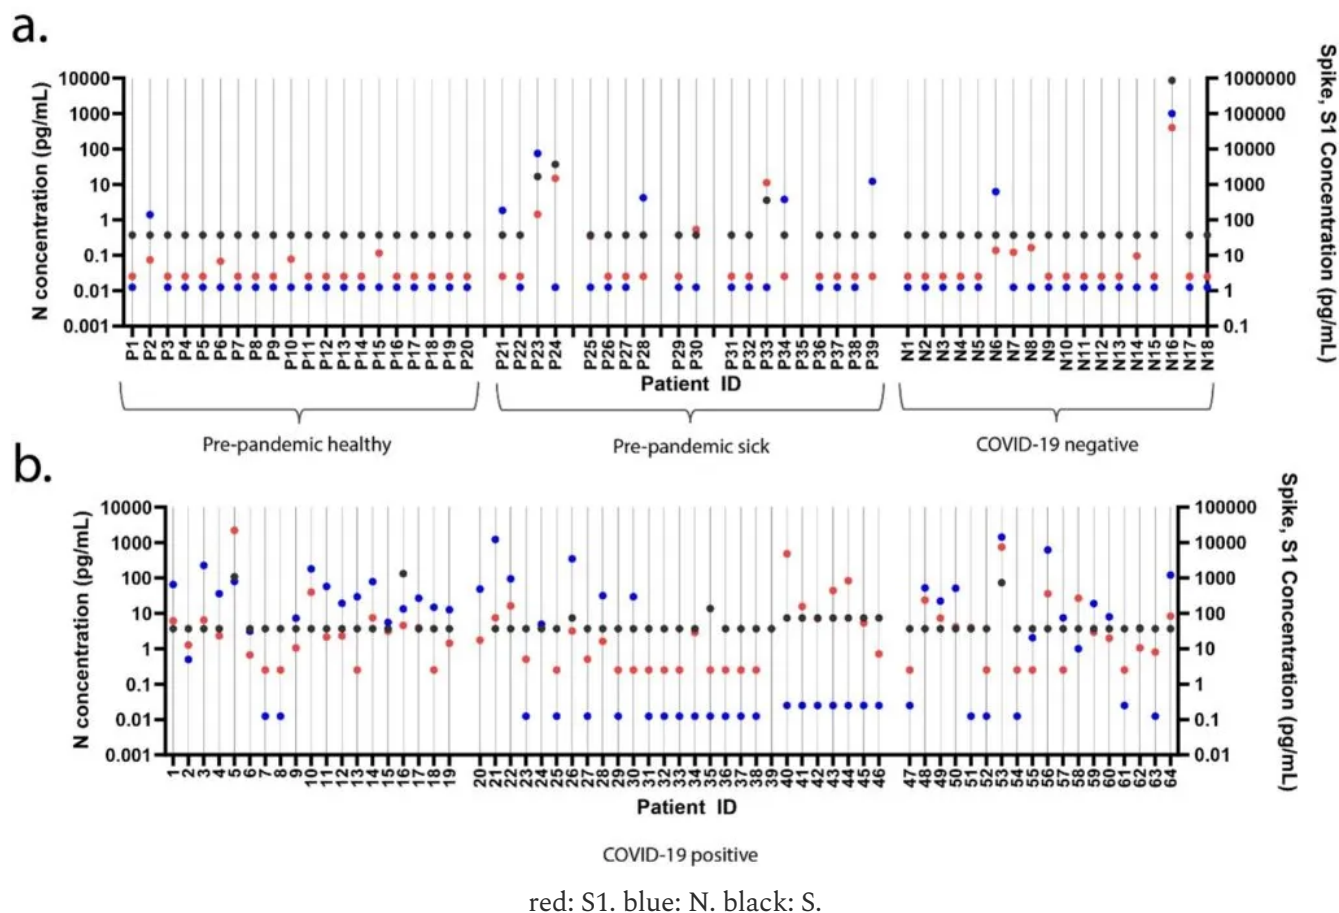 a.
N concentration (pg/mL)
10000
1000
100
10
1
0.1
0.01
0.001
1000000
100000
10000
1000
100
10
1
0.1
Spike, S1 Concentration (pg/mL)
P1 P2 P3 P4 P5 P6 P7 P8 P9 P10 P11 P12 P13 P14 P15 P16 P17 P18 P19 P20 P21 P22 P23 P24 P25 P26 P27 P28 P29 P30 P31 P32 P33 P34 P35 P36 P37 P38 P39 N1 N2 N3 N4 N5 N6 N7 N8 N9 N10 N11 N12 N13 N14 N15 N16 N17 N18
Patient ID
Pre-pandemic healthy
Pre-pandemic sick
COVID-19 negative
b.
N concentration (pg/mL)
10000
1000
100
10
1
0.1
0.01
0.001
100000
10000
1000
100
10
1
0.1
0.01
Spike, S1 Concentration (pg/mL)
1 2 3 4 5 6 7 8 9 10 11 12 13 14 15 16 17 18 19 20 21 22 23 24 25 26 27 28 29 30 31 32 33 34 35 36 37 38 39 40 41 42 43 44 45 46 47 48 49 50 51 52 53 54 55 56 57 58 59 60 61 62 63 64
Patient ID
COVID-19 positive
red: S1. blue: N. black: S.